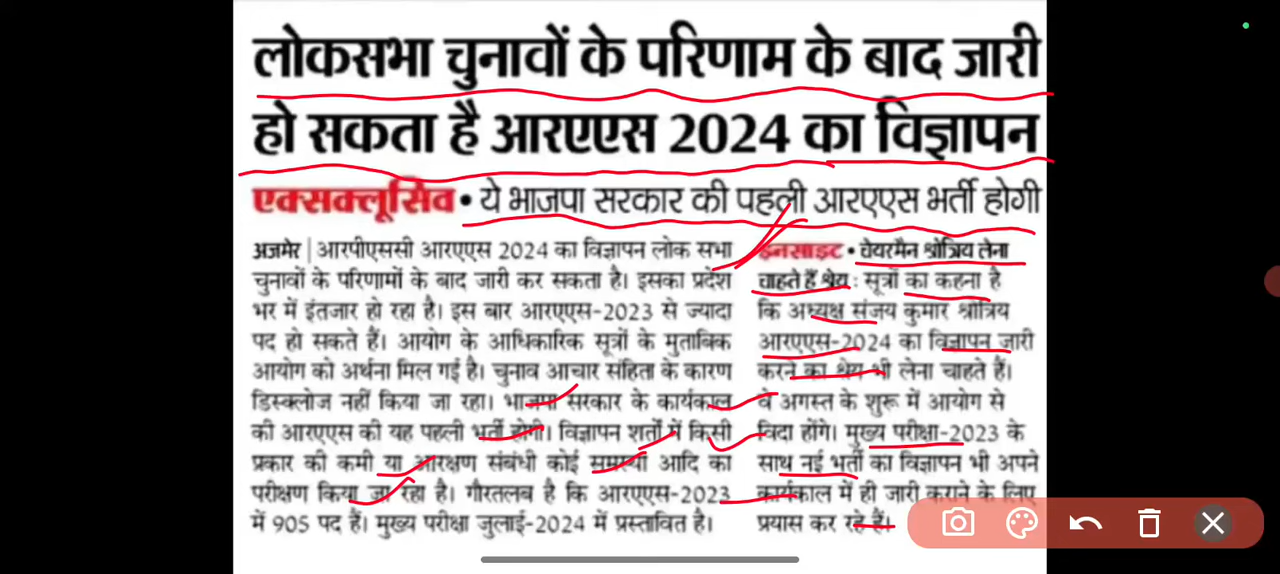 लोकसभा चुनावों के परिणाम के बाद जारी
हो सकता है आरएएस 2024 का विज्ञापन
एक्सक्लूसिव • ये भाजपा सरकार की पहली आरएएस भर्ती होगी
अजमेर | आरपीएससी आरएएस 2024 का विज्ञापन लोक सभा
चुनावों के परिणामों के बाद जारी कर सकता है। इसका प्रदेश
भर में इंतजार हो रहा है। इस बार आरएएस-2023 से ज्यादा
पद हो सकते हैं। आयोग के आधिकारिक सूत्रों के मुताबिक
आयोग को अर्थना मिल गई है। चुनाव आचार संहिता के कारण
डिस्क्लोज नहीं किया जा रहा। भाजपा सरकार के कार्यकाल
की आरएएस की यह पहली भर्ती होगी। विज्ञापन शर्तों में किसी
प्रकार की कमी या आरक्षण संबंधी कोई समस्या आदि का
परीक्षण किया जा रहा है। गौरतलब है कि आरएएस-2023
में 905 पद हैं। मुख्य परीक्षा जुलाई-2024 में प्रस्तावित है।
इनसाइट • चेयरमैन श्रोत्रिय लेना
चाहते हैं श्रेय : सूत्रों का कहना है
कि अध्यक्ष संजय कुमार श्रोत्रिय
आरएएस-2024 का विज्ञापन जारी
करने का श्रेय भी लेना चाहते हैं।
वे अगस्त के शुरू में आयोग से
विदा होंगे। मुख्य परीक्षा-2023 के
साथ नई भर्ती का विज्ञापन भी अपने
कार्यकाल में ही जारी कराने के लिए
प्रयास कर रहे हैं।